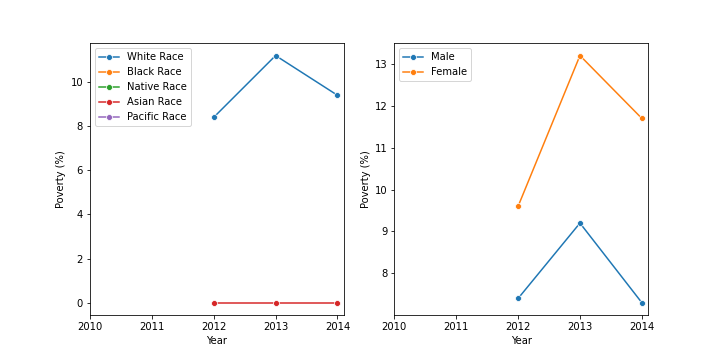 White Race
Black Race
Native Race
Asian Race
Pacific Race
10
8
6
4
2
0
Poverty (%)
2010 2011 2012 2013 2014
Year
Male
Female
13
12
11
10
9
8
Poverty (%)
2010 2011 2012 2013 2014
Year